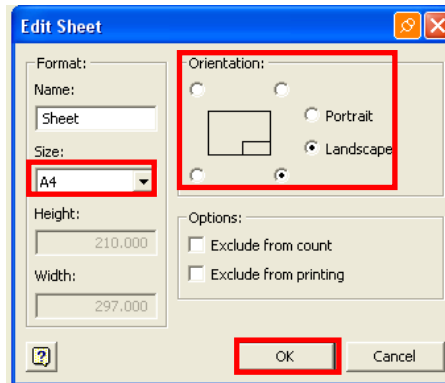 Edit Sheet
Format:
Name:
Sheet
Size:
A4
Height:
210.000
Width:
297.000
Orientation:
Portrait
Landscape
Options:
Exclude from count
Exclude from printing
?
OK
Cancel